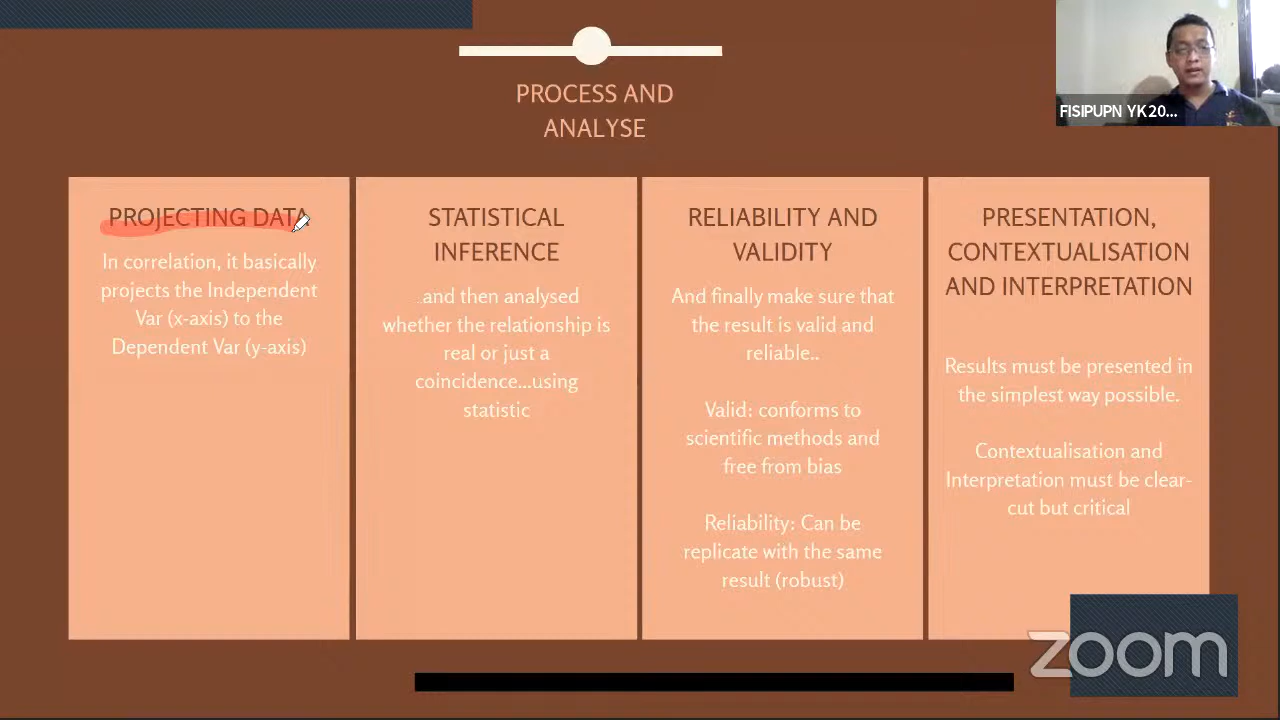 PROCESS AND
ANALYSE
FISIPUPN YK20...
PROJECTING DATA
In correlation, it basically
projects the Independent
Var (x-axis) to the
Dependent Var (y-axis)
STATISTICAL
INFERENCE
..and then analysed
whether the relationship is
real or just a
coincidence...using
statistic
RELIABILITY AND
VALIDITY
And finally make sure that
the result is valid and
reliable..
Valid: conforms to
scientific methods and
free from bias
Reliability: Can be
replicate with the same
result (robust)
PRESENTATION,
CONTEXTUALISATION
AND INTERPRETATION
Results must be presented in
the simplest way possible.
Contextualisation and
Interpretation must be clear-
cut but critical
zoom